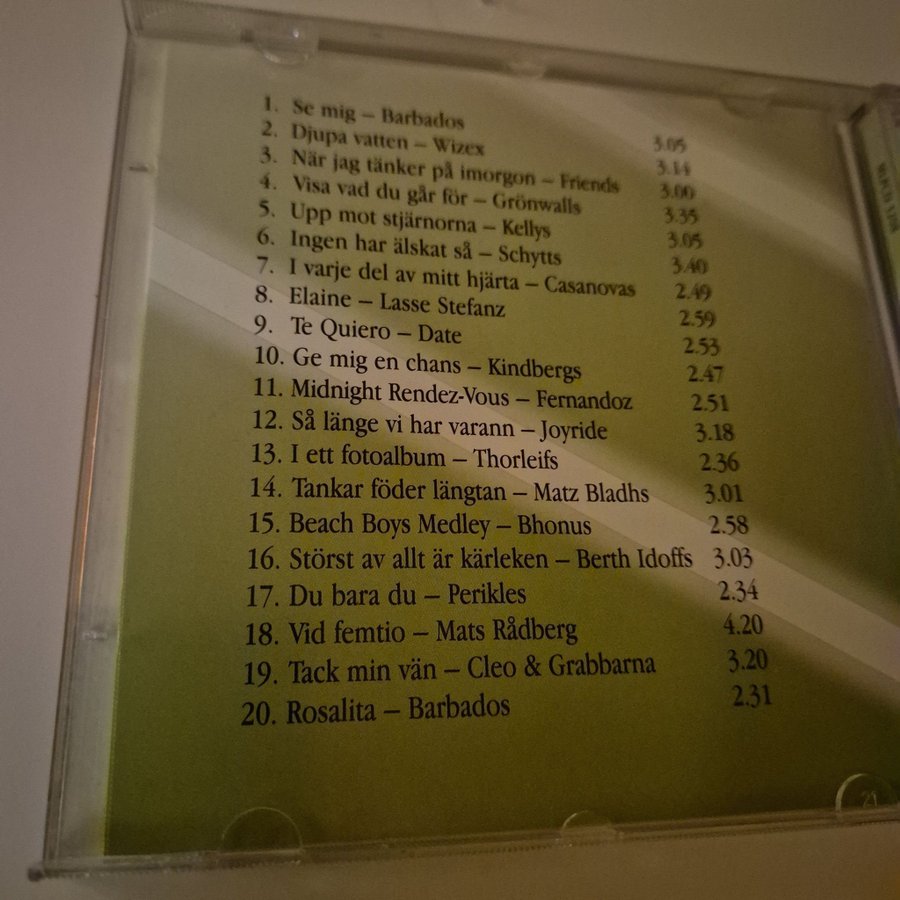 1. Se mig – Barbados 3.05
2. Djupa vatten – Wizex 3.14
3. När jag tänker på imorgon – Friends 3.00
4. Visa vad du går för – Grönwalls 3.35
5. Upp mot stjärnorna – Kellys 3.05
6. Ingen har älskat så – Schytts 3.40
7. I varje del av mitt hjärta – Casanovas 2.49
8. Elaine – Lasse Stefanz 2.59
9. Te Quiero – Date 2.53
10. Ge mig en chans – Kindbergs 2.47
11. Midnight Rendez-Vous – Fernandoz 2.51
12. Så länge vi har varann – Joyride 3.18
13. I ett fotoalbum – Thorleifs 2.36
14. Tankar föder längtan – Matz Bladhs 3.01
15. Beach Boys Medley – Bhonus 2.58
16. Störst av allt är kärleken – Berth Idoffs 3.03
17. Du bara du – Perikles 2.34
18. Vid femtio – Mats Rådberg 4.20
19. Tack min vän – Cleo & Grabbarna 3.20
20. Rosalita – Barbados 2.31